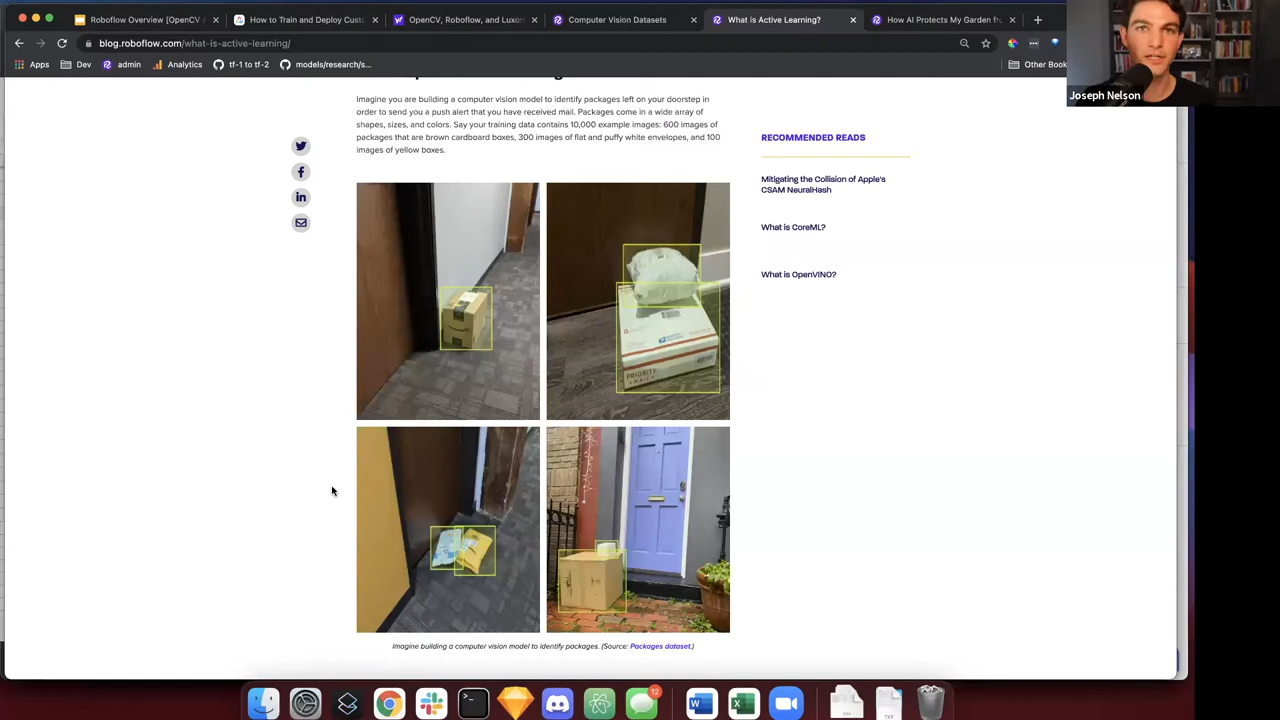 Roboflow Overview [OpenCV A
How to Train and Deploy Cust
OpenCV, Roboflow, and Luxon
Computer Vision Datasets
What is Active Learning?
How AI Protects My Garden fr
blog.roboflow.com/what-is-active-learning/
Apps
Dev
admin
Analytics
tf-1 to tf-2
models/research/s...
Other Book
Joseph Nelson
Imagine you are building a computer vision model to identify packages left on your doorstep in
order to send you a push alert that you have received mail. Packages come in a wide array of
shapes, sizes, and colors. Say your training data contains 10,000 example images: 600 images of
packages that are brown cardboard boxes, 300 images of flat and puffy white envelopes, and 100
images of yellow boxes.
RECOMMENDED READS
Mitigating the Collision of Apple's
CSAM NeuralHash
What is CoreML?
What is OpenVINO?
PRIORITY
MAIL
Imagine building a computer vision model to identify packages. (Source: Packages dataset.)
12
TXT